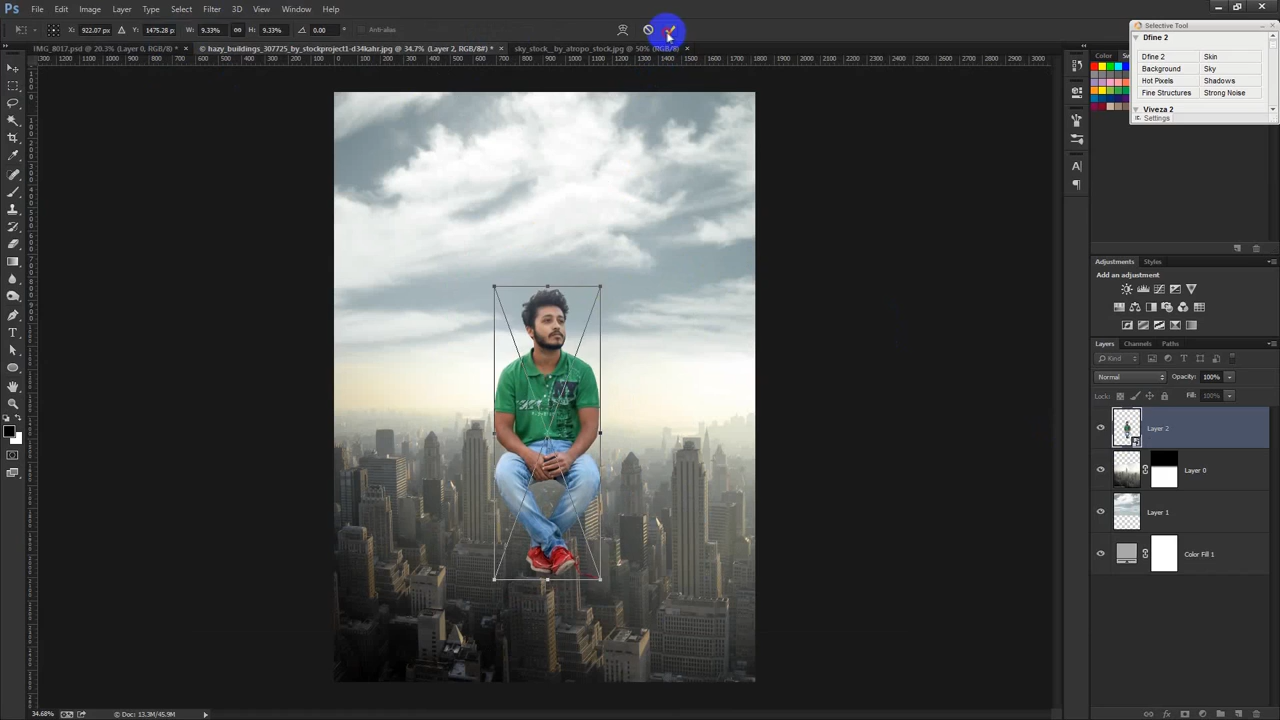 Ps File Edit Image Layer Type Select Filter 3D View Window Help
X: 922.07 px Y: 1475.28 px W: 9.33% H: 9.33% 0.00 ° Anti-alias
IMG_8017.psd @ 20.3% (Layer 0, RGB/8) * ×
© hazy_buildings_307725_by_stockproject1-d34kahr.jpg @ 34.7% (Layer 2, RGB/8#) * ×
sky_stock__by_atropo_stock.jpg @ 50% (RGB/8) ×
Selective Tool
Dfine 2
Dfine 2 Skin
Background Sky
Hot Pixels Shadows
Fine Structures Strong Noise
Viveza 2
Settings
Color
Adjustments Styles
Add an adjustment
Layers Channels Paths
Kind
Normal Opacity: 100%
Lock: Fill: 100%
Layer 2
Layer 0
Layer 1
Color Fill 1
34.68% Doc: 13.3M/45.9M